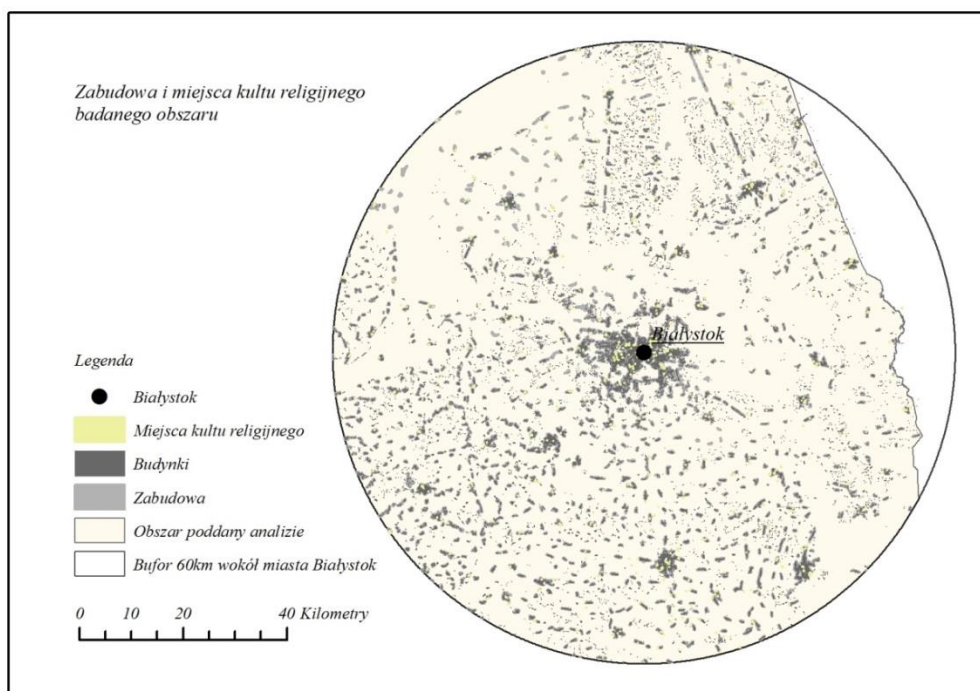 Zabudowa i miejsca kultu religijnego
badanego obszaru
Białystok
Legenda
Białystok
Miejsca kultu religijnego
Budynki
Zabudowa
Obszar poddany analizie
Bufor 60km wokół miasta Białystok
0 10 20 40 Kilometry